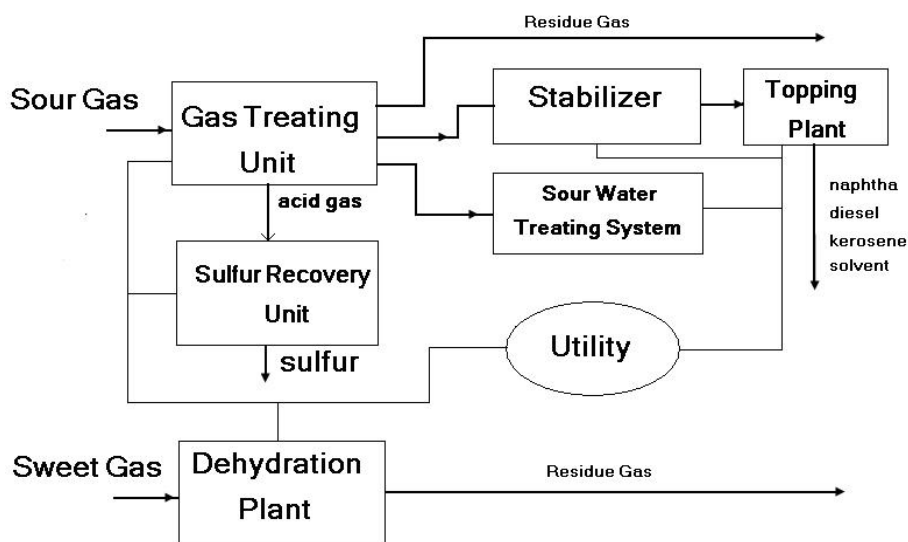 Residue Gas
Sour Gas
Gas Treating
Unit
Stabilizer
Topping
Plant
acid gas
Sour Water
Treating System
naphtha
diesel
kerosene
solvent
Sulfur Recovery
Unit
sulfur
Utility
Sweet Gas
Dehydration
Plant
Residue Gas